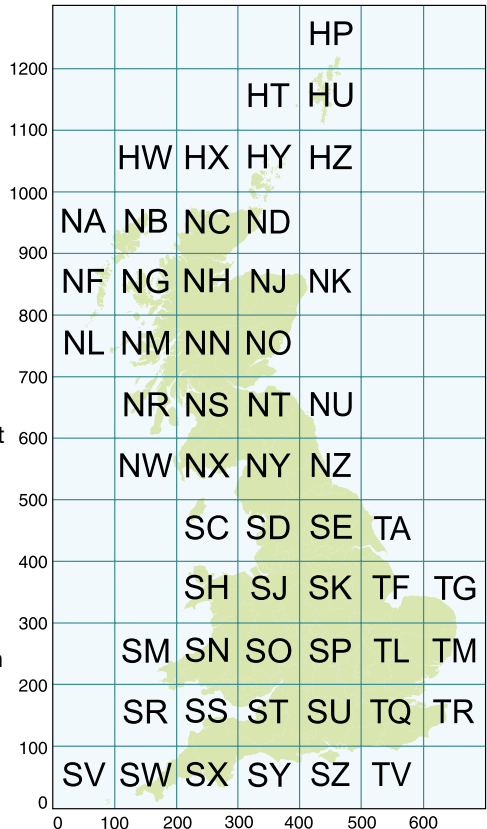 HP
1200
HT HU
1100
HW HX HY HZ
1000
NA NB NC ND
900
NF NG NH NJ NK
800
NL NM NN NO
700
NR NS NT NU
t
600
NW NX NY NZ
500
SC SD SE TA
400
SH SJ SK TF TG
300
SM SN SO SP TL TM
200
SR SS ST SU TQ TR
100
SV SW SX SY SZ TV
0
0 100 200 300 400 500 600